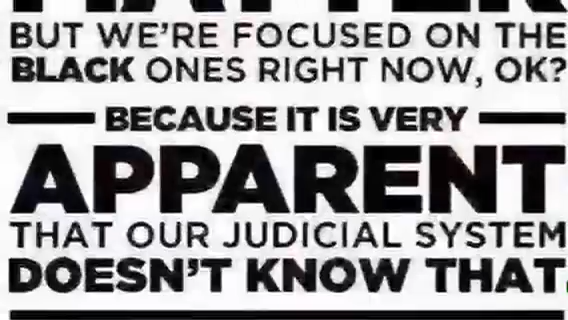 BUT WE'RE FOCUSED ON THE
BLACK ONES RIGHT NOW, OK?
BECAUSE IT IS VERY
APPARENT
THAT OUR JUDICIAL SYSTEM
DOESN'T KNOW THAT.